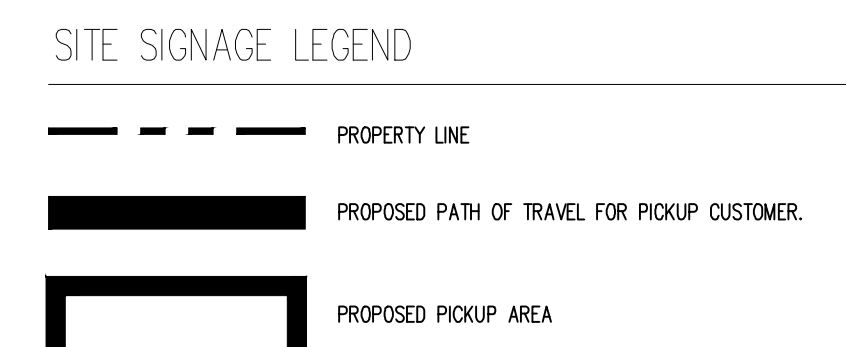 SITE SIGNAGE LEGEND
PROPERTY LINE
PROPOSED PATH OF TRAVEL FOR PICKUP CUSTOMER.
PROPOSED PICKUP AREA